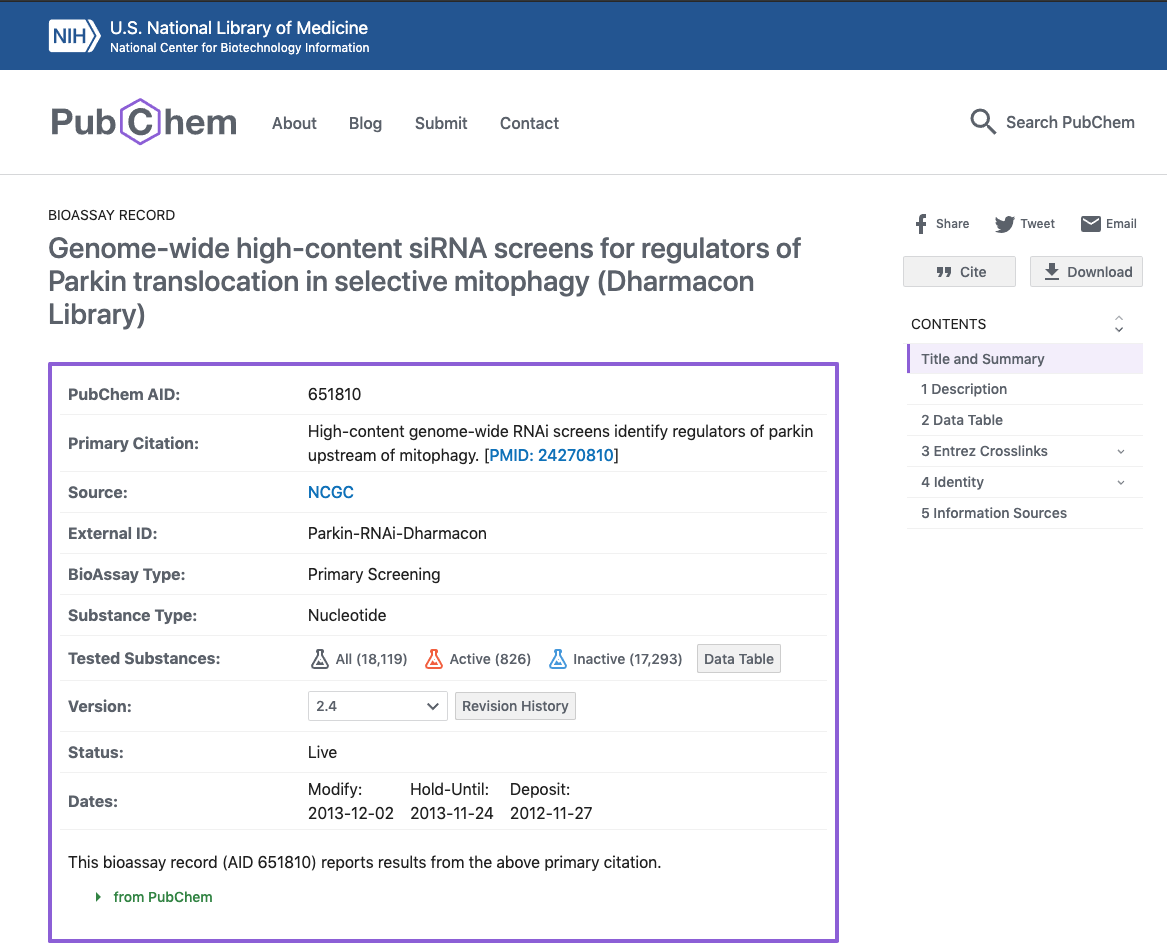 NIH U.S. National Library of Medicine
National Center for Biotechnology Information
PubChem About Blog Submit Contact Search PubChem
BIOASSAY RECORD
Genome-wide high-content siRNA screens for regulators of
Parkin translocation in selective mitophagy (Dharmacon
Library)
Share Tweet Email
Cite Download
CONTENTS
Title and Summary
1 Description
2 Data Table
3 Entrez Crosslinks
4 Identity
5 Information Sources
PubChem AID: 651810
Primary Citation: High-content genome-wide RNAi screens identify regulators of parkin
upstream of mitophagy. [PMID: 24270810]
Source: NCGC
External ID: Parkin-RNAi-Dharmacon
BioAssay Type: Primary Screening
Substance Type: Nucleotide
Tested Substances: All (18,119) Active (826) Inactive (17,293) Data Table
Version: 2.4 Revision History
Status: Live
Dates: Modify: Hold-Until: Deposit:
2013-12-02 2013-11-24 2012-11-27
This bioassay record (AID 651810) reports results from the above primary citation.
from PubChem